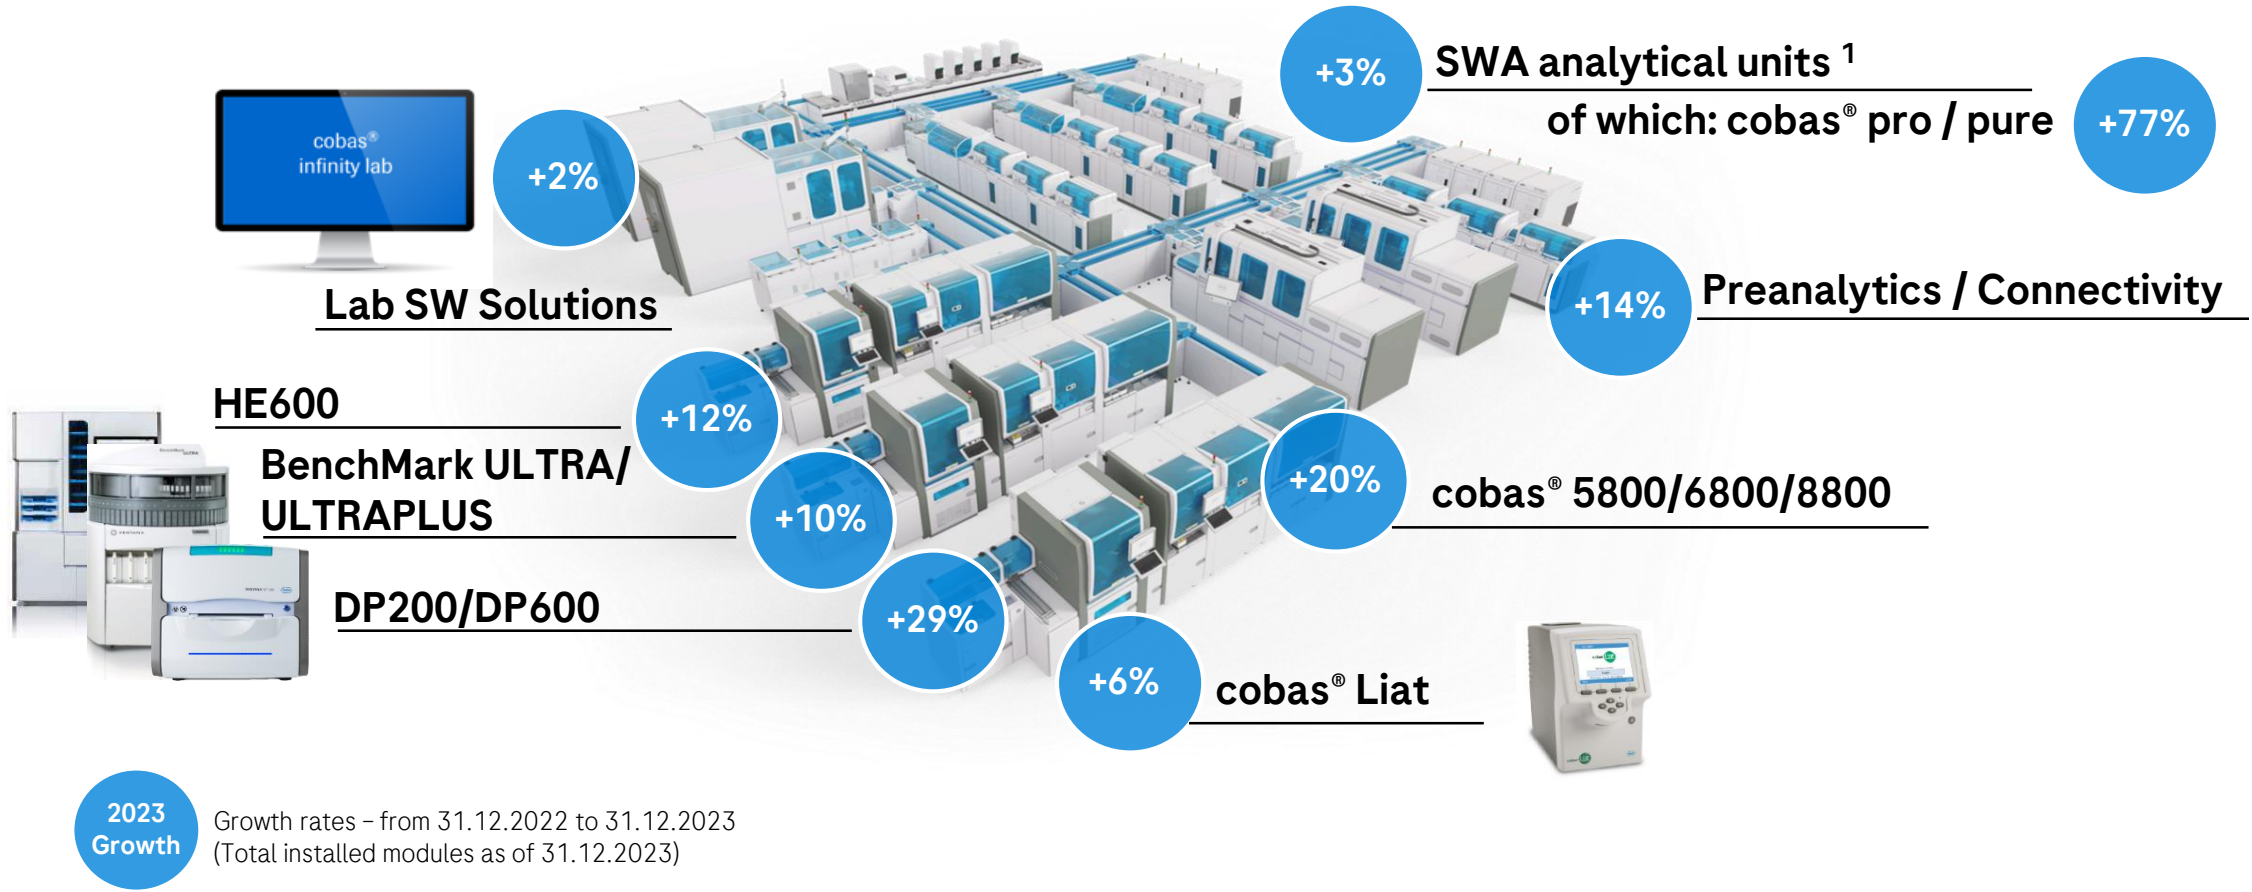 +3%
SWA analytical units ¹
of which: cobas® pro / pure
+77%
cobas®
infinity lab
+2%
Lab SW Solutions
+14%
Preanalytics / Connectivity
HE600
+12%
BenchMark ULTRA/
ULTRAPLUS
+10%
+20%
cobas® 5800/6800/8800
DP200/DP600
+29%
+6%
cobas® Liat
2023
Growth
Growth rates – from 31.12.2022 to 31.12.2023
(Total installed modules as of 31.12.2023)